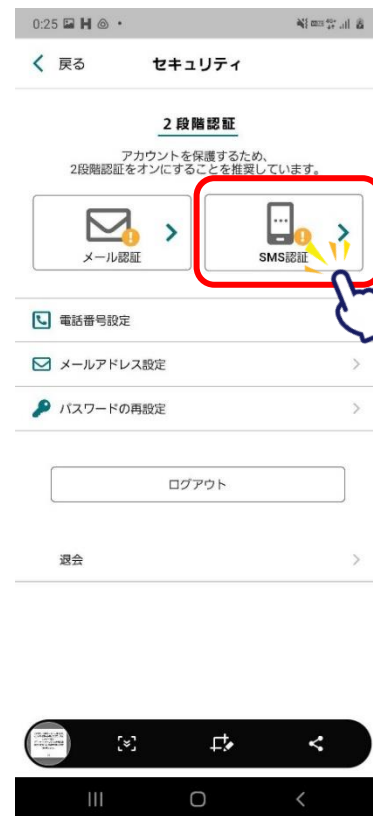 0:25
戻る セキュリティ
2段階認証
アカウントを保護するため、
2段階認証をオンにすることを推奨しています。
メール認証
SMS認証
電話番号設定
メールアドレス設定
パスワードの再設定
ログアウト
退会